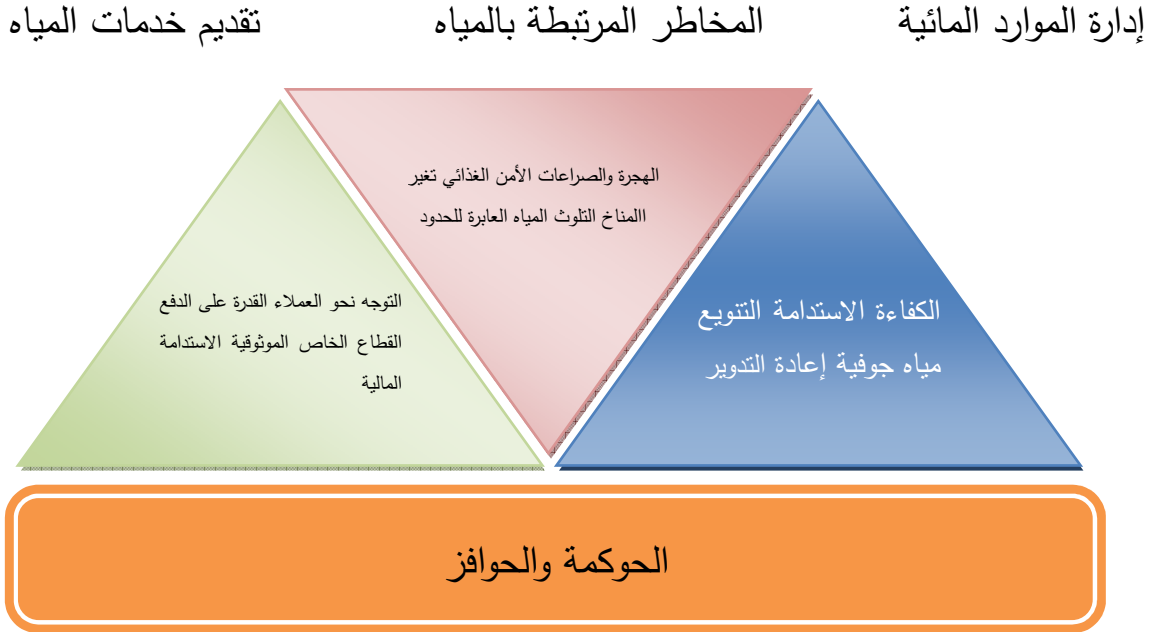 إدارة الموارد المائية
المخاطر المرتبطة بالمياه
تقديم خدمات المياه
الهجرة والصراعات الأمن الغذائي تغير
االمناخ التلوث المياه العابرة للحدود
الكفاءة الاستدامة التنويع
مياه جوفية إعادة التدوير
التوجه نحو العملاء القدرة على الدفع
القطاع الخاص الموثوقية الاستدامة
المالية
الحوكمة والحوافز